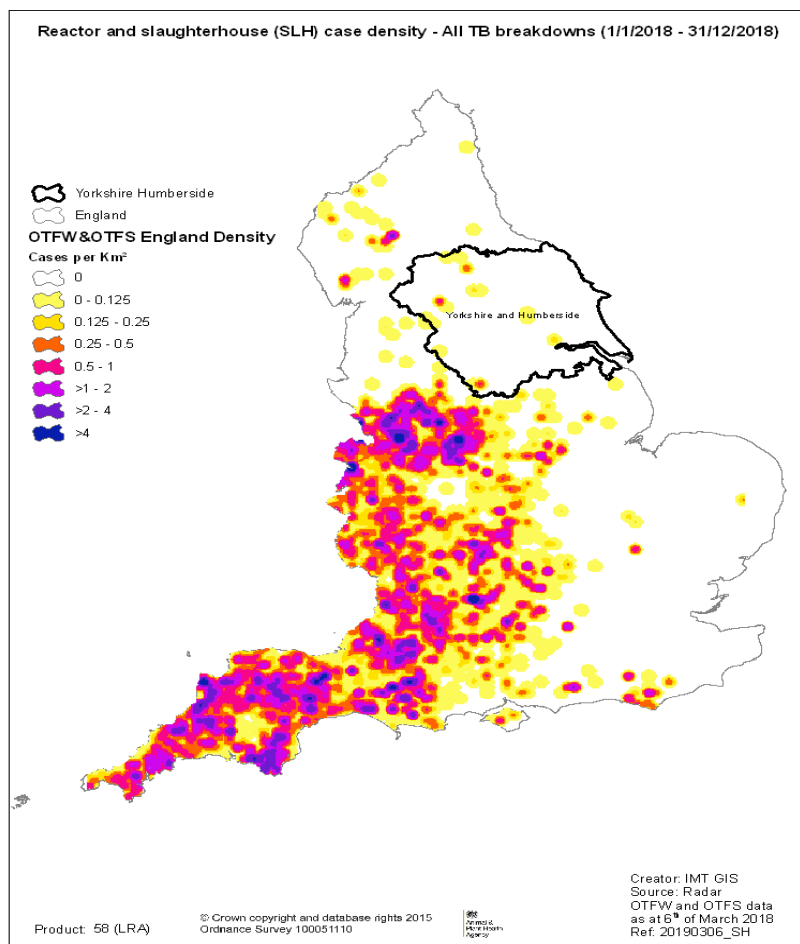 Reactor and slaughterhouse (SLH) case density - All TB breakdowns (1/1/2018 - 31/12/2018)
Yorkshire Humberside
England
OTFW&OTFS England Density
Cases per Km²
0
0 - 0.125
0.125 - 0.25
0.25 - 0.5
0.5 - 1
>1 - 2
>2 - 4
>4
Yorkshire and Humberside
Product: 58 (LRA)
© Crown copyright and database rights 2015
Ordnance Survey 100051110
Animal &
Plant Health
Agency
Creator: IMT GIS
Source: Radar
OTFW and OTFS data
as at 6th of March 2018
Ref: 20190306_SH